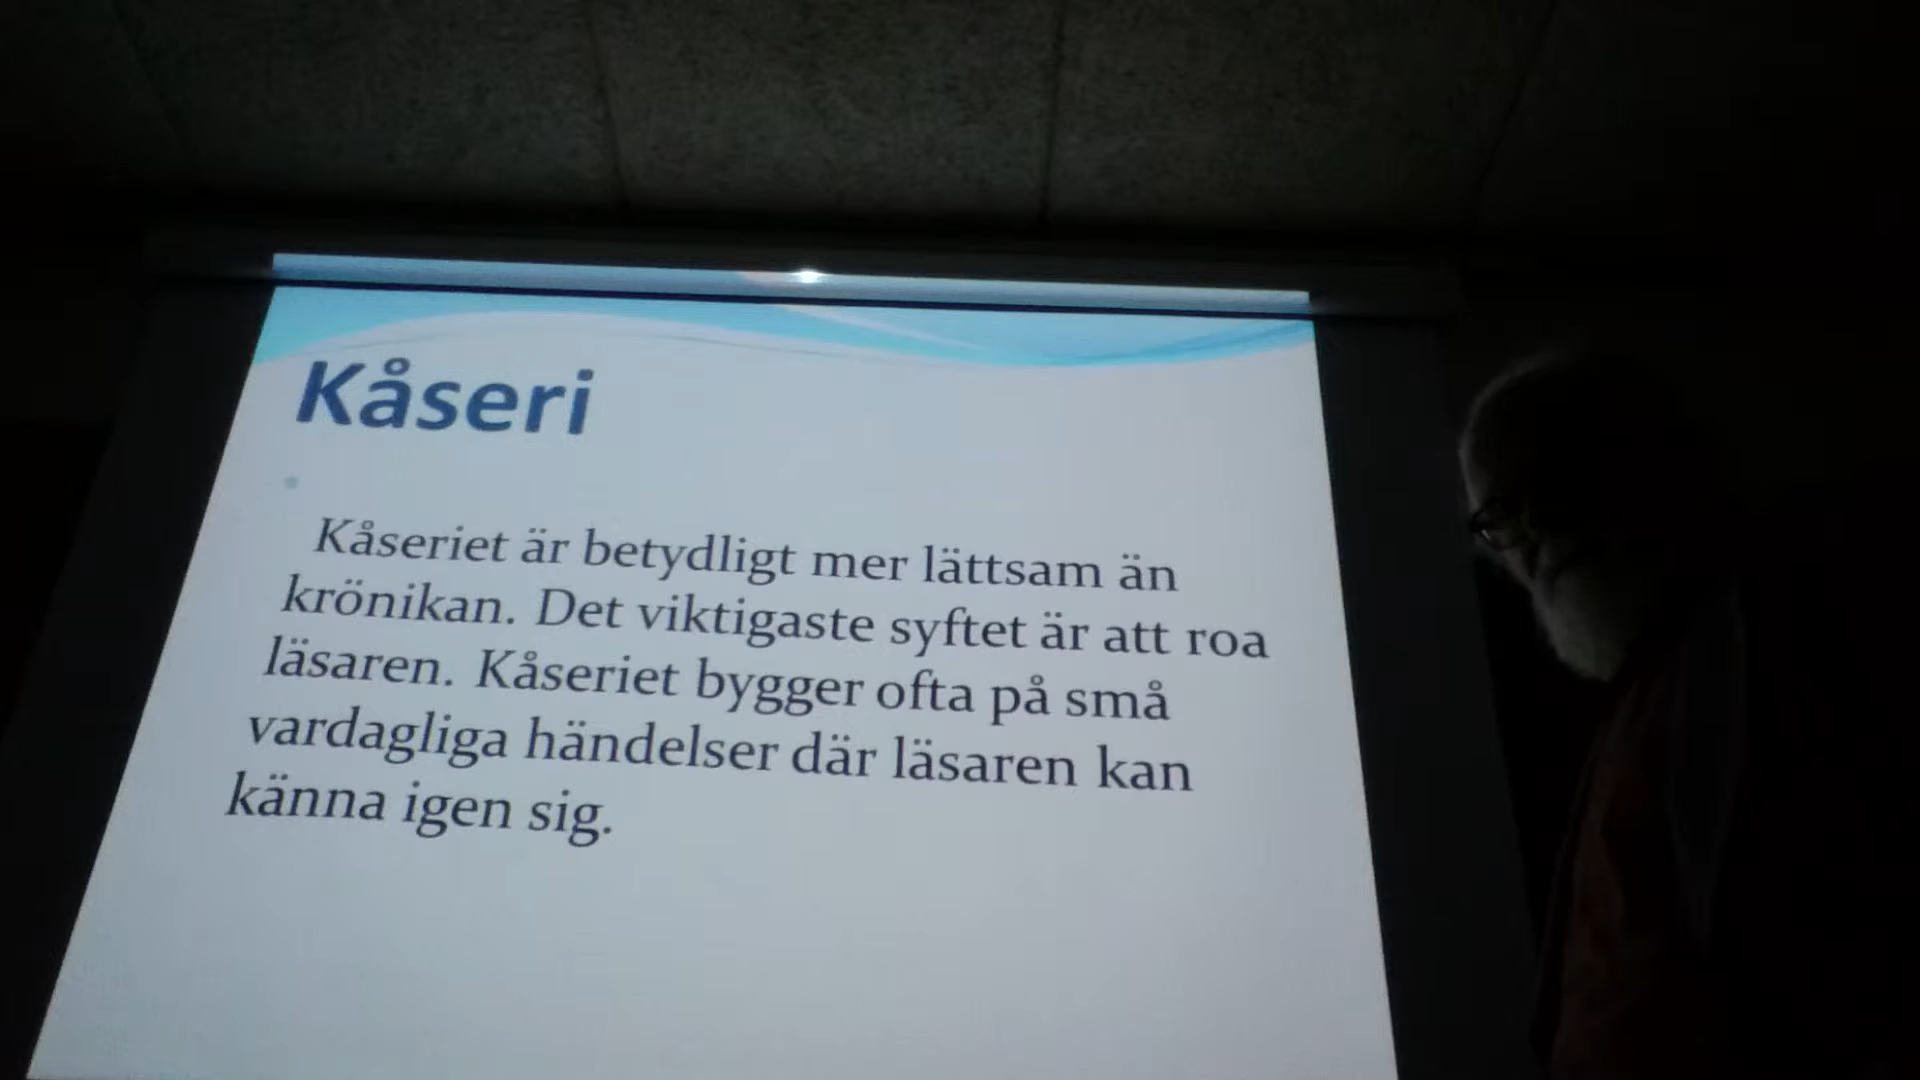 Kåseri
Kåseriet är betydligt mer lättsam än
krönikan. Det viktigaste syftet är att roa
läsaren. Kåseriet bygger ofta på små
vardagliga händelser där läsaren kan
känna igen sig.